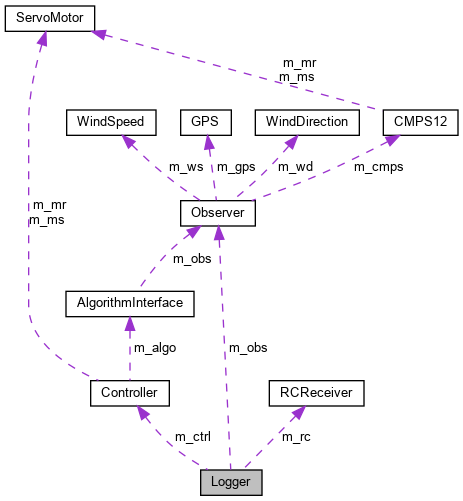 ServoMotor
m_mr
m_ms
WindSpeed
GPS
WindDirection
CMPS12
m_ws
m_gps
m_wd
m_cmps
m_mr
m_ms
Observer
m_obs
AlgorithmInterface
m_algo
m_obs
Controller
RCReceiver
m_ctrl
m_rc
Logger